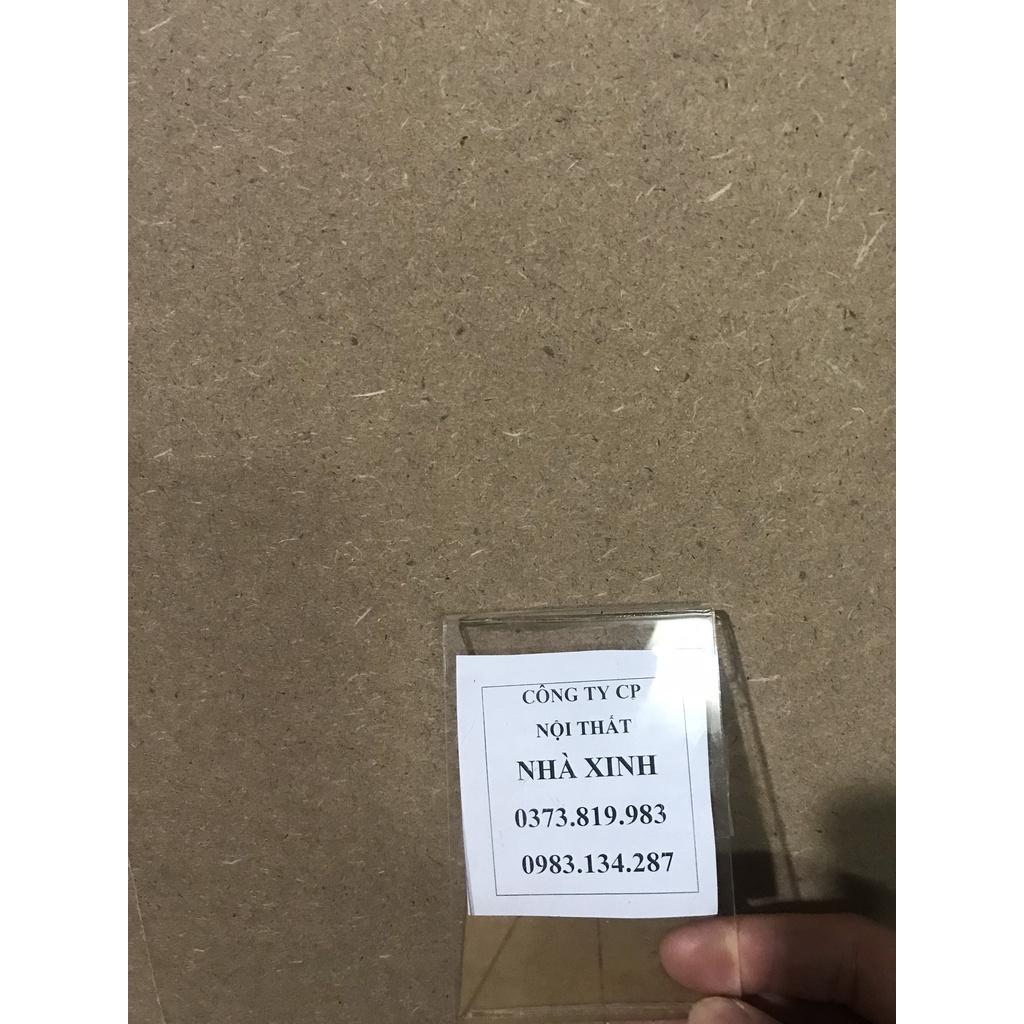 CÔNG TY CP
NỘI THẤT
NHÀ XINH
0373.819.983
0983.134.287